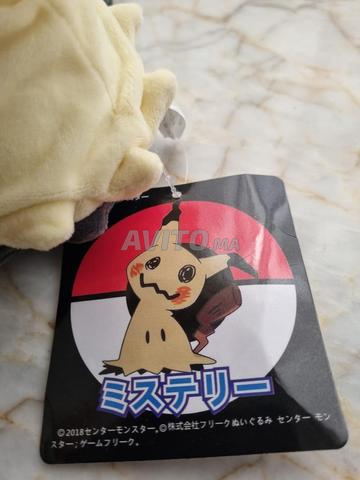 AVITO.MA
ミステリー
©2018センターモンスター。©株式会社フリークぬいぐるみ センター モン
スター; ゲームフリーク。